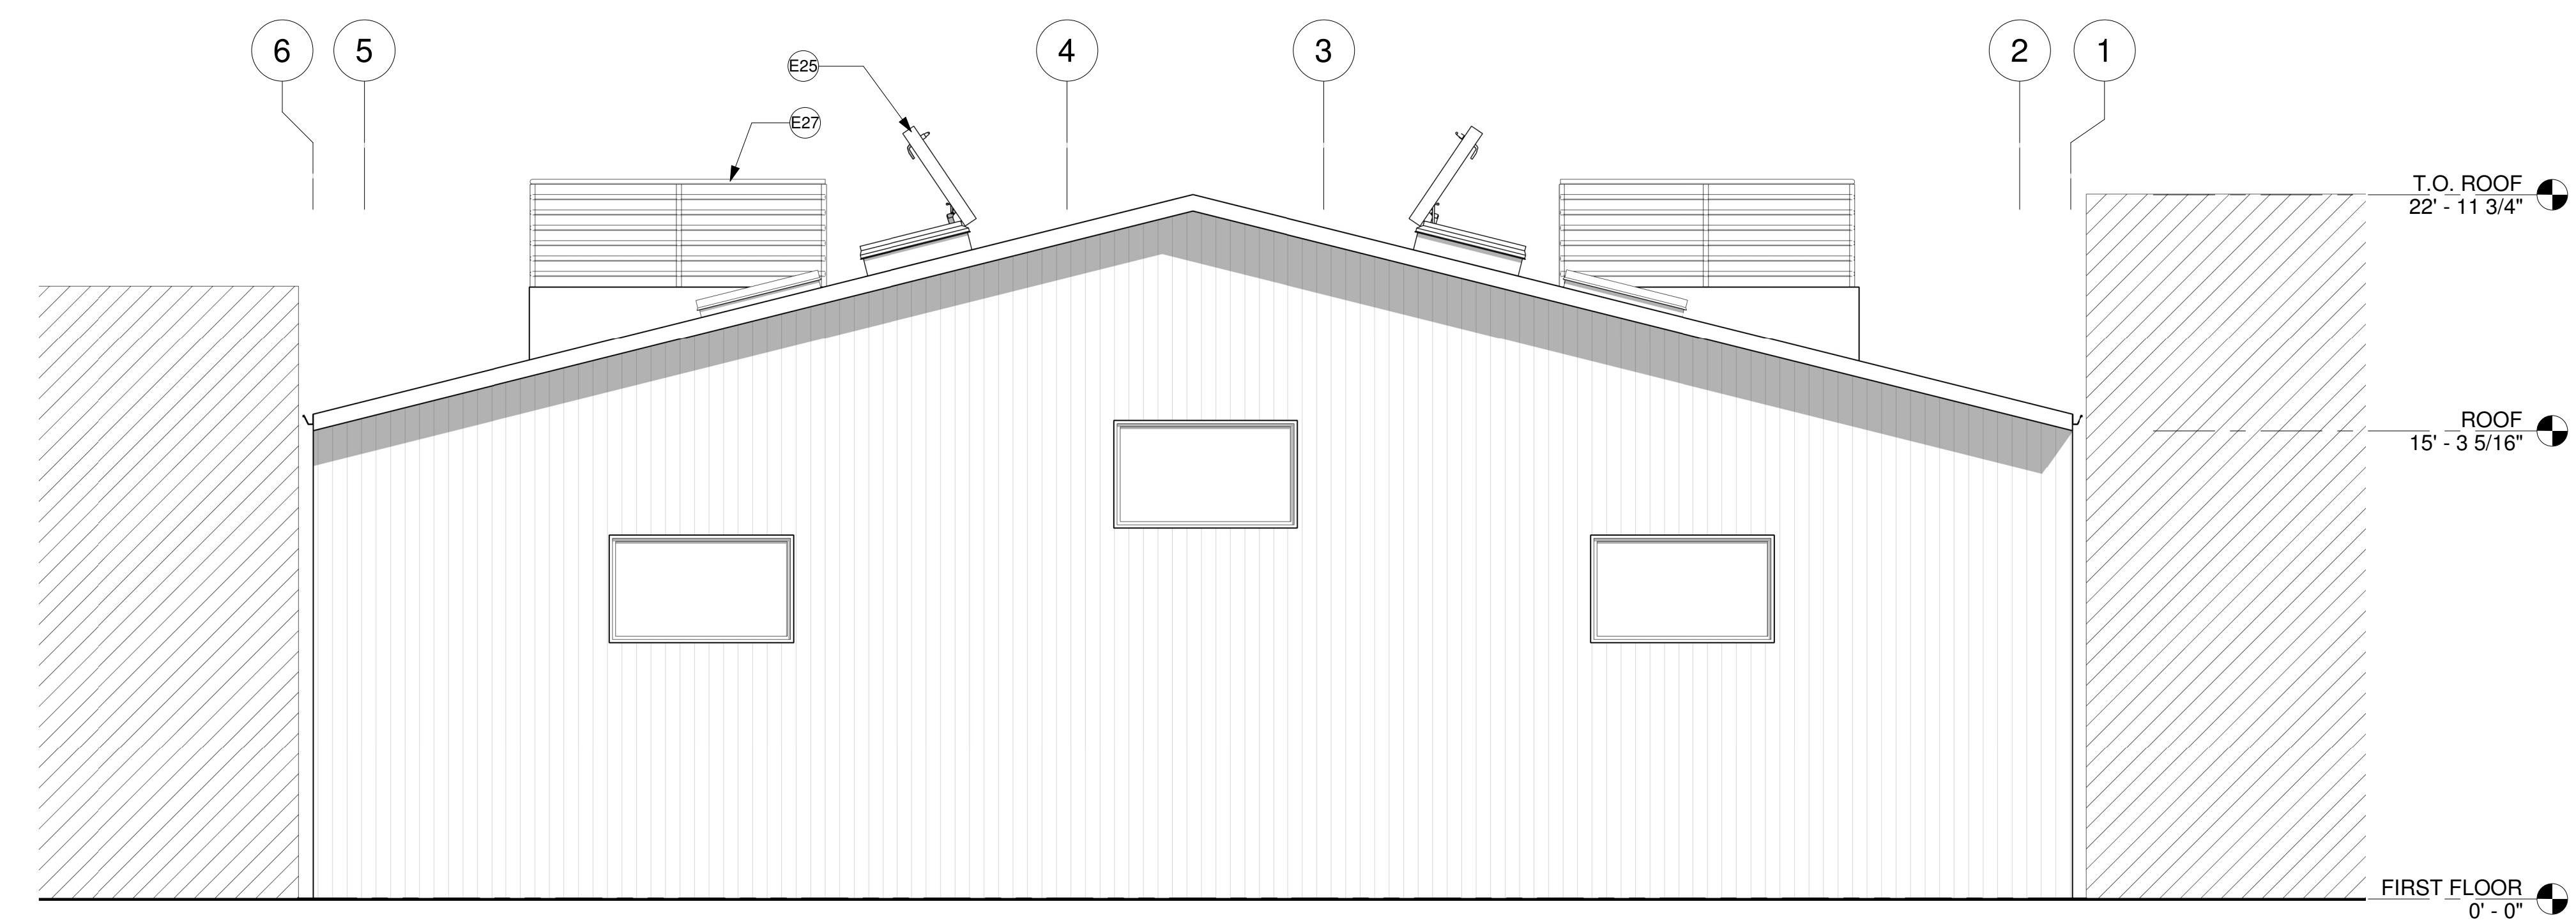 6
5
4
3
2
1
E25
E27
T.O. ROOF
22' - 11 3/4"
ROOF
15' - 3 5/16"
FIRST FLOOR
0' - 0"